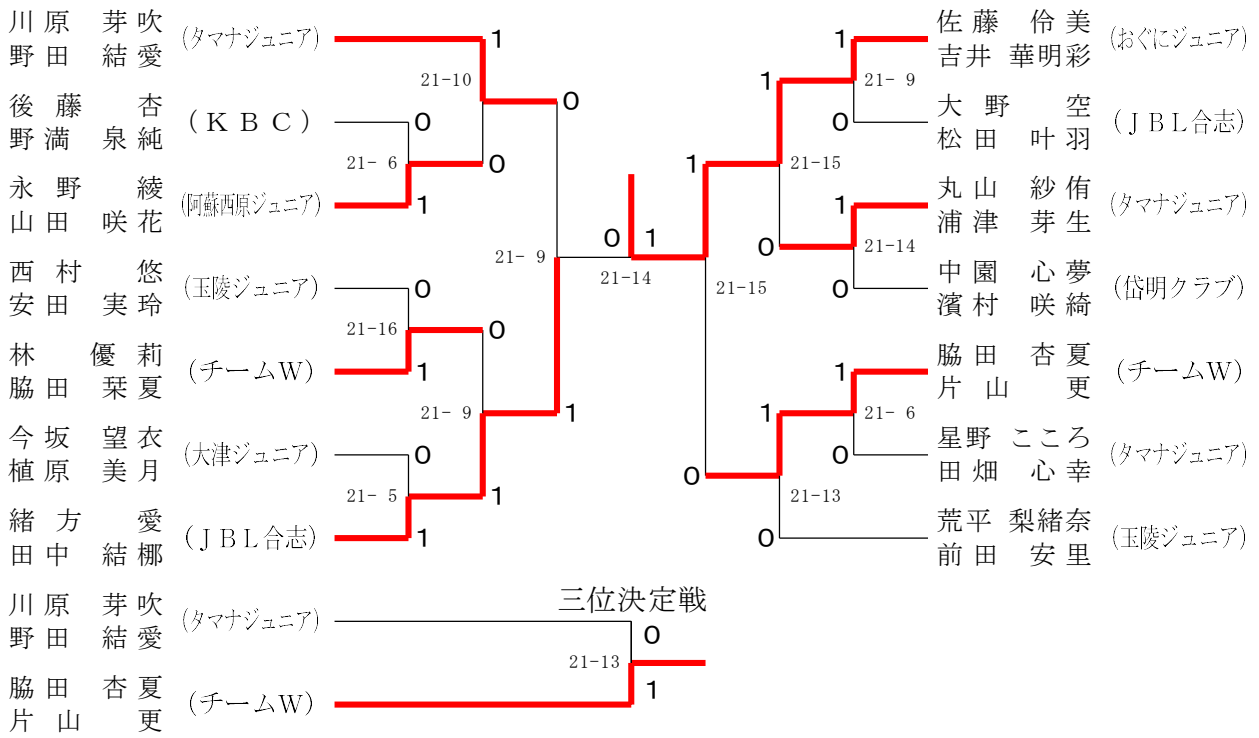 川原 芽吹
野田 結愛
(タマナジュニア)
1
21-10
後藤 杏
野満 泉純
(ＫＢＣ)
0
21- 6
0
永野 綾
山田 咲花
(阿蘇西原ジュニア)
1
0
21- 9
西村 悠
安田 実玲
(玉陵ジュニア)
0
21-16
0
林 優莉
脇田 栞夏
(チームW)
1
21- 9
1
今坂 望衣
植原 美月
(大津ジュニア)
0
21- 5
1
緒方 愛
田中 結梛
(ＪＢＬ合志)
1
0
1
21-14
佐藤 伶美
吉井 華明彩
(おぐにジュニア)
1
21- 9
1
大野 空
松田 叶羽
(ＪＢＬ合志)
0
21-15
1
丸山 紗侑
浦津 芽生
(タマナジュニア)
1
21-14
0
中園 心夢
濱村 咲綺
(岱明クラブ)
0
21-15
脇田 杏夏
片山 更
(チームW)
1
21- 6
1
星野 こころ
田畑 心幸
(タマナジュニア)
0
0
21-13
荒平 梨緒奈
前田 安里
(玉陵ジュニア)
0
三位決定戦
川原 芽吹
野田 結愛
(タマナジュニア)
0
21-13
脇田 杏夏
片山 更
(チームW)
1